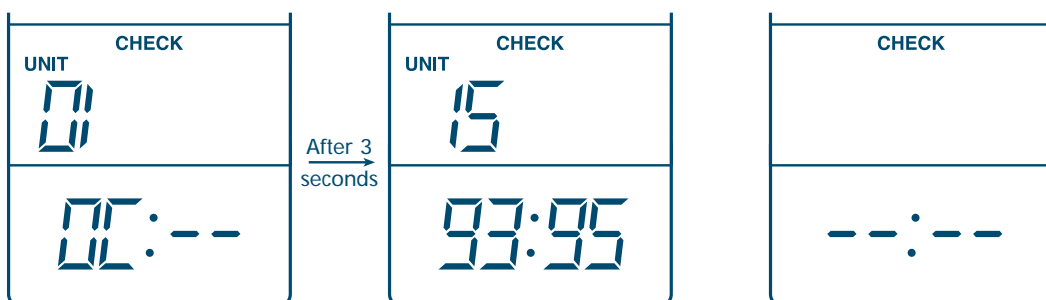 CHECK
UNIT
01
0C:--
After 3
seconds
CHECK
UNIT
15
93:95
CHECK
--:--